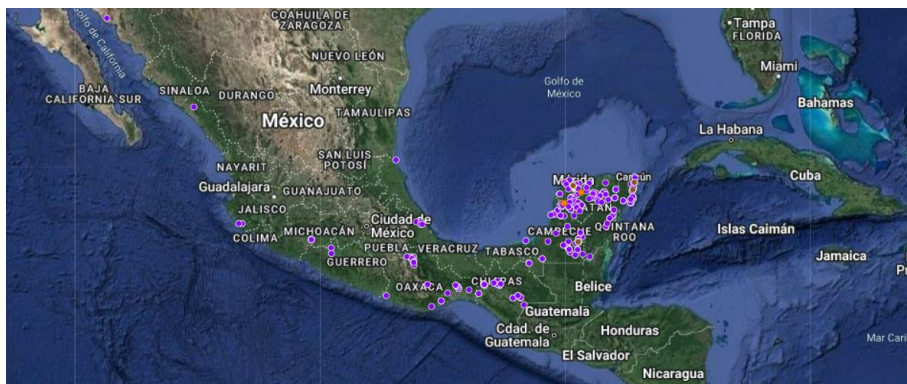 COAHUILA DE
ZARAGOZA
Golfo de California
Tampa
FLORIDA
NUEVO LEÓN
Miami
BAJA
CALIFORNIA SUR
SINALOA
DURANGO
Monterrey
Golfo de
México
Bahamas
México
TAMAULIPAS
La Habana
SAN LUIS
POTOSÍ
NAYARIT
Mérida
Cancún
Cuba
Guadalajara
GUANAJUATO
JALISCO
TÁN
COLIMA
MICHOACÁN
Ciudad de
México
CAMPECHE
QUINTANA
ROO
Islas Caimán
PUEBLA
VERACRUZ
TABASCO
GUERRERO
Jamaica
OAXACA
CHIAPAS
Belice
Guatemala
Cdad. de
Guatemala
Honduras
Mar Cari
El Salvador
Nicaragua